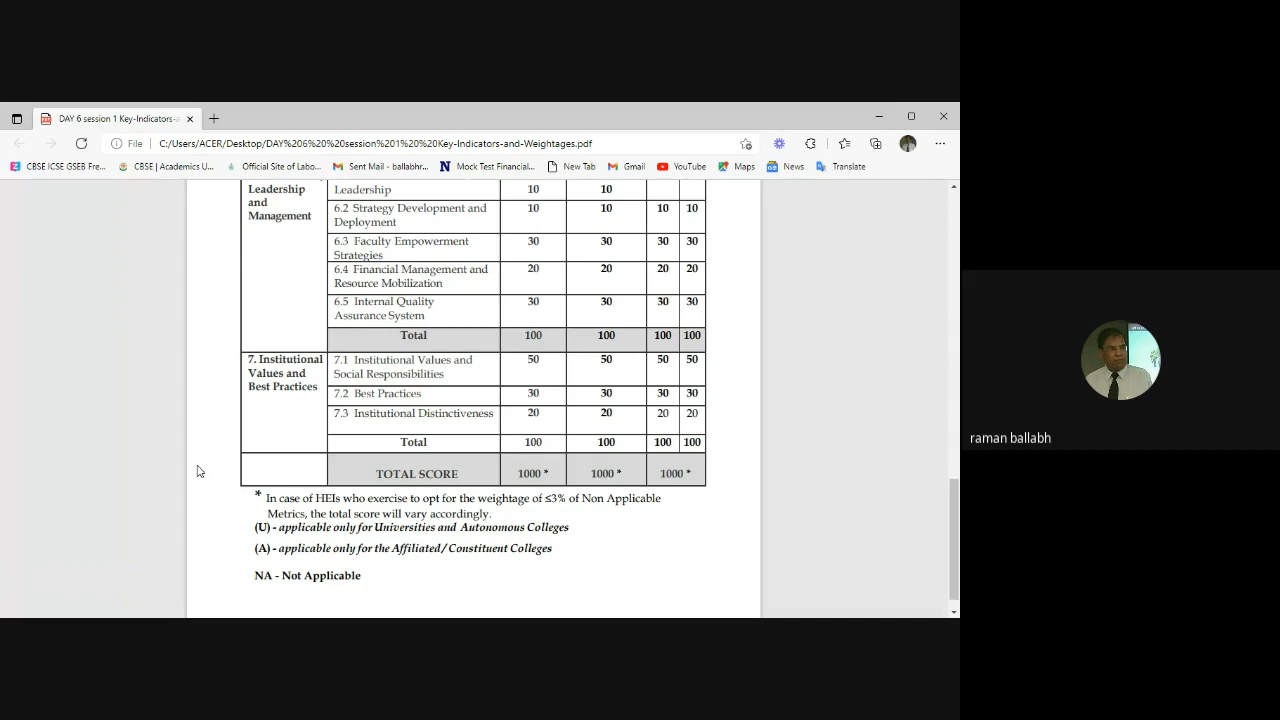 DAY 6 session 1 Key-Indicators-a
File
C:/Users/ACER/Desktop/DAY%206%20%20session%201%20%20Key-Indicators-and-Weightages.pdf
CBSE ICSE GSEB Fre... CBSE | Academics U... Official Site of Labo... Sent Mail - ballabhr... Mock Test Financial... New Tab Gmail YouTube Maps News Translate
Leadership and Management
Leadership 10 10
6.2 Strategy Development and Deployment 10 10 10 10
6.3 Faculty Empowerment Strategies 30 30 30 30
6.4 Financial Management and Resource Mobilization 20 20 20 20
6.5 Internal Quality Assurance System 30 30 30 30
Total 100 100 100 100
7. Institutional Values and Best Practices
7.1 Institutional Values and Social Responsibilities 50 50 50 50
7.2 Best Practices 30 30 30 30
7.3 Institutional Distinctiveness 20 20 20 20
Total 100 100 100 100
TOTAL SCORE 1000 * 1000 * 1000 *
* In case of HEIs who exercise to opt for the weightage of ≤3% of Non Applicable
Metrics, the total score will vary accordingly.
(U) - applicable only for Universities and Autonomous Colleges
(A) - applicable only for the Affiliated/ Constituent Colleges
NA - Not Applicable
raman ballabh